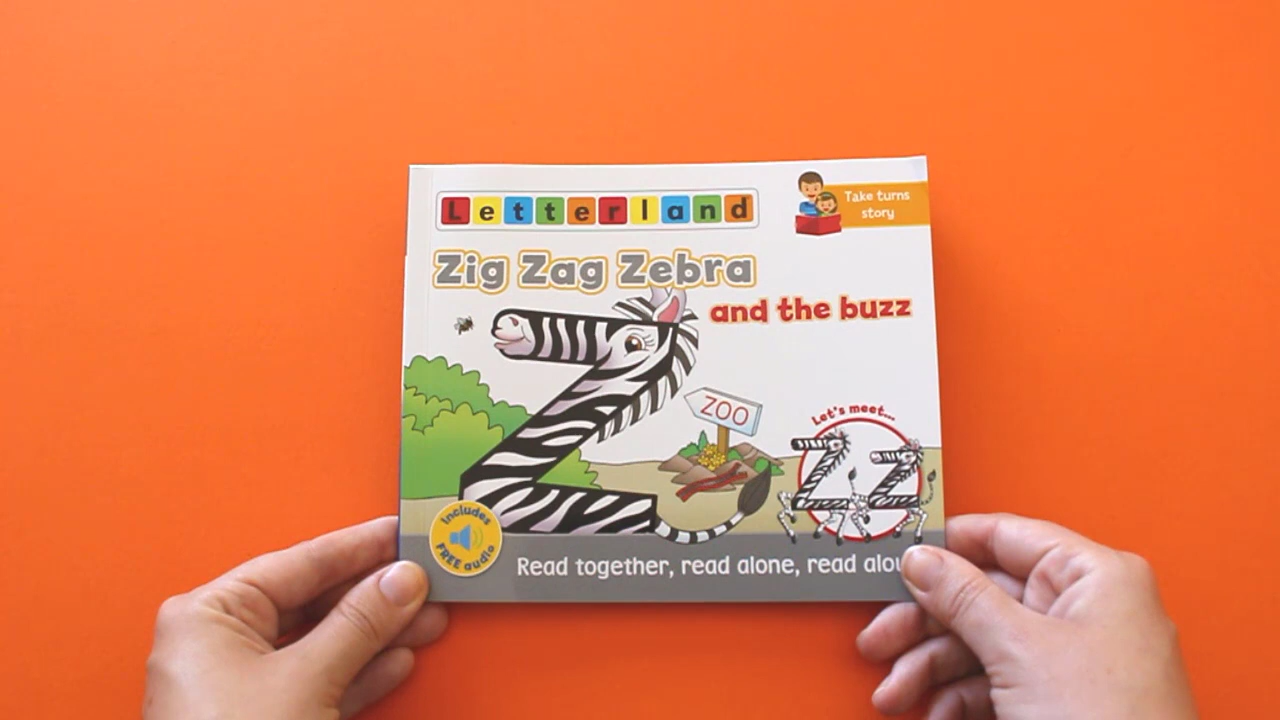 Letterland
Take turns
story
Zig Zag Zebra
and the buzz
ZOO
Let's meet...
Zz
Includes
FREE audio
Read together, read alone, read